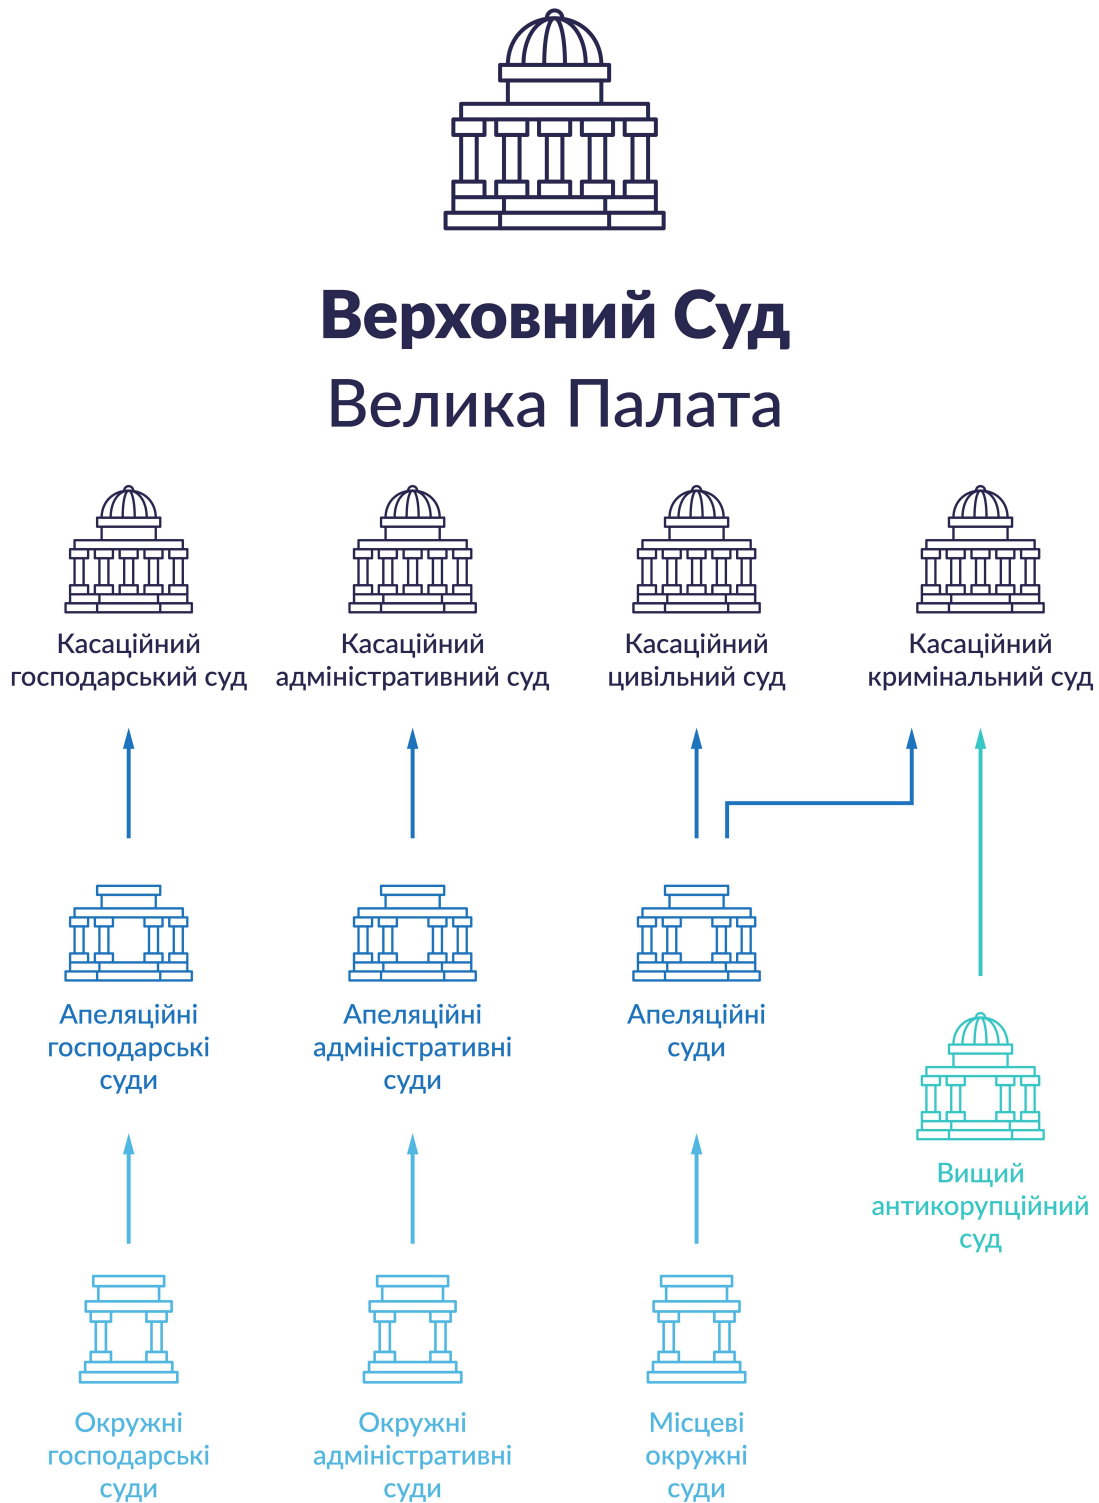 Верховний Суд
Велика Палата
Касаційний
господарський суд
Касаційний
адміністративний суд
Касаційний
цивільний суд
Касаційний
кримінальний суд
Апеляційні
господарські
суди
Апеляційні
адміністративні
суди
Апеляційні
суди
Вищий
антикорупційний
суд
Окружні
господарські
суди
Окружні
адміністративні
суди
Місцеві
окружні
суди